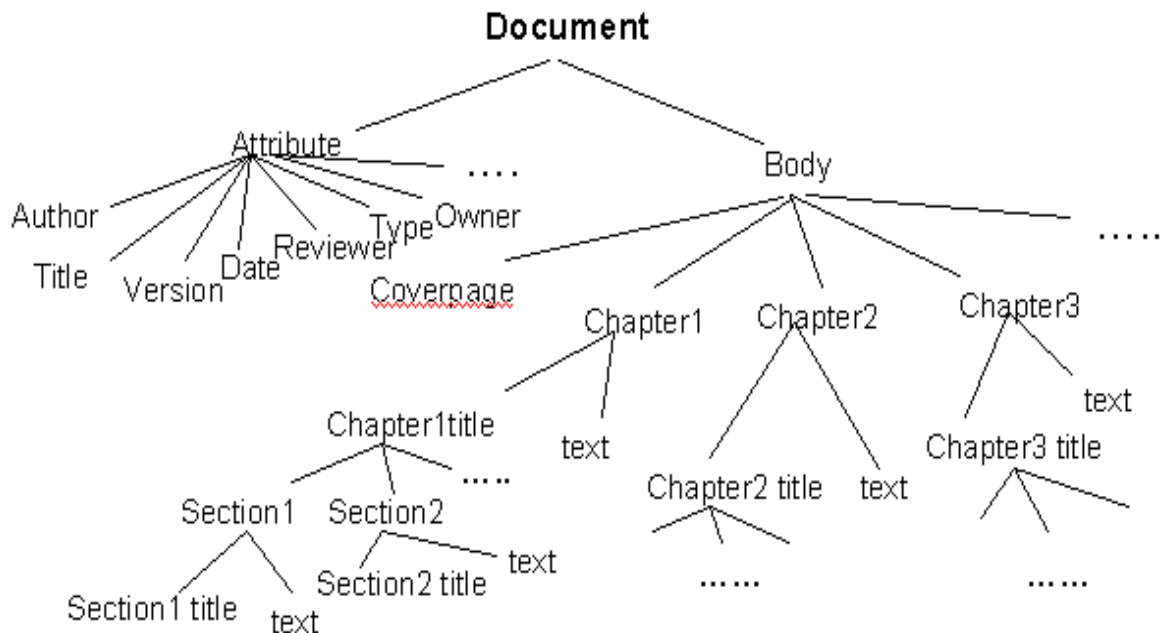 Document
Attribute
Body
....
Author
Title
Version
Date
Reviewer
Type
Owner
.....
Coverpage
Chapter1
Chapter2
Chapter3
Chapter1title
text
.....
Chapter2 title
text
Chapter3 title
text
Section1
Section2
......
......
Section1 title
text
Section2 title
text